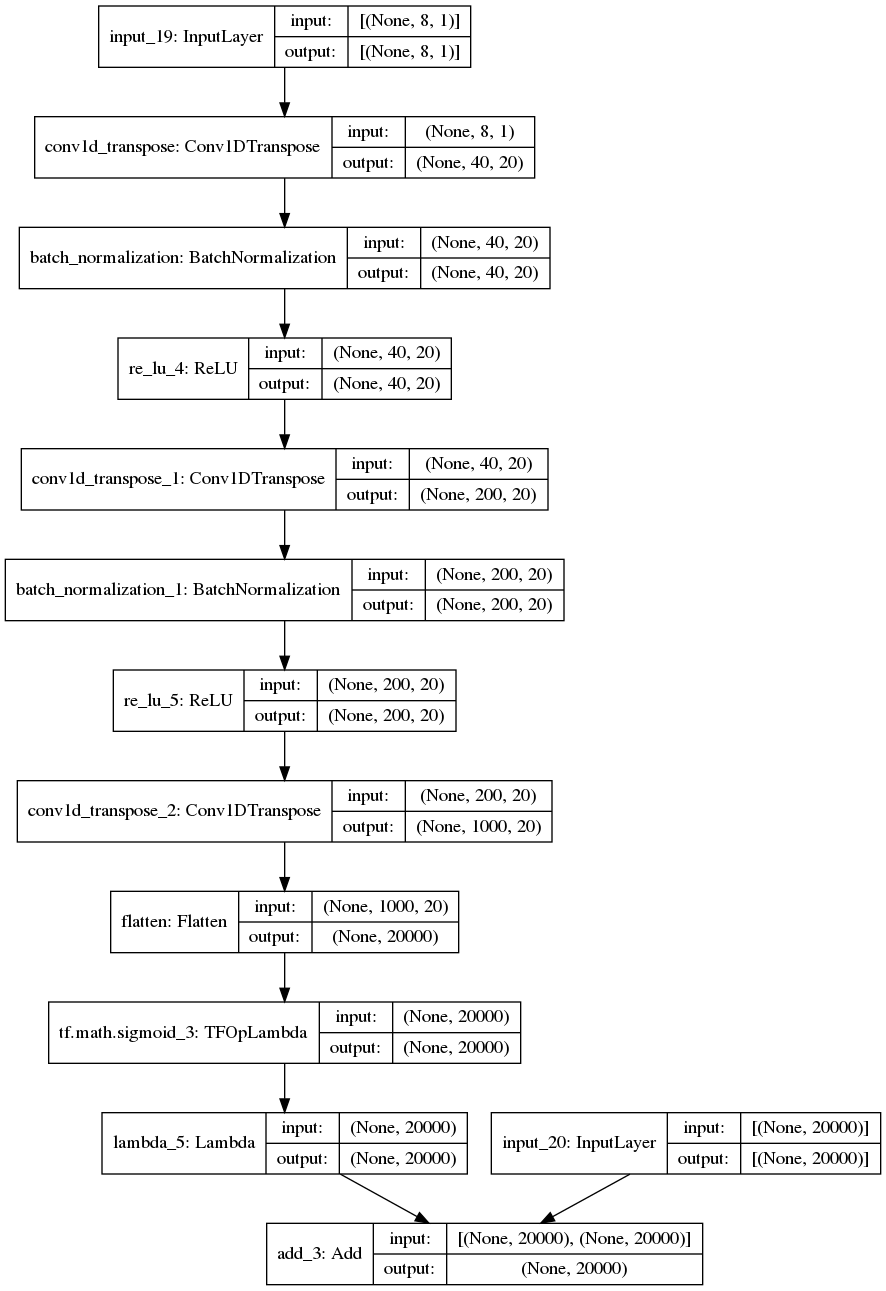 input_19: InputLayer
input: [(None, 8, 1)]
output: [(None, 8, 1)]
conv1d_transpose: Conv1DTranspose
input: (None, 8, 1)
output: (None, 40, 20)
batch_normalization: BatchNormalization
input: (None, 40, 20)
output: (None, 40, 20)
re_lu_4: ReLU
input: (None, 40, 20)
output: (None, 40, 20)
conv1d_transpose_1: Conv1DTranspose
input: (None, 40, 20)
output: (None, 200, 20)
batch_normalization_1: BatchNormalization
input: (None, 200, 20)
output: (None, 200, 20)
re_lu_5: ReLU
input: (None, 200, 20)
output: (None, 200, 20)
conv1d_transpose_2: Conv1DTranspose
input: (None, 200, 20)
output: (None, 1000, 20)
flatten: Flatten
input: (None, 1000, 20)
output: (None, 20000)
tf.math.sigmoid_3: TFOpLambda
input: (None, 20000)
output: (None, 20000)
lambda_5: Lambda
input: (None, 20000)
output: (None, 20000)
input_20: InputLayer
input: [(None, 20000)]
output: [(None, 20000)]
add_3: Add
input: [(None, 20000), (None, 20000)]
output: (None, 20000)